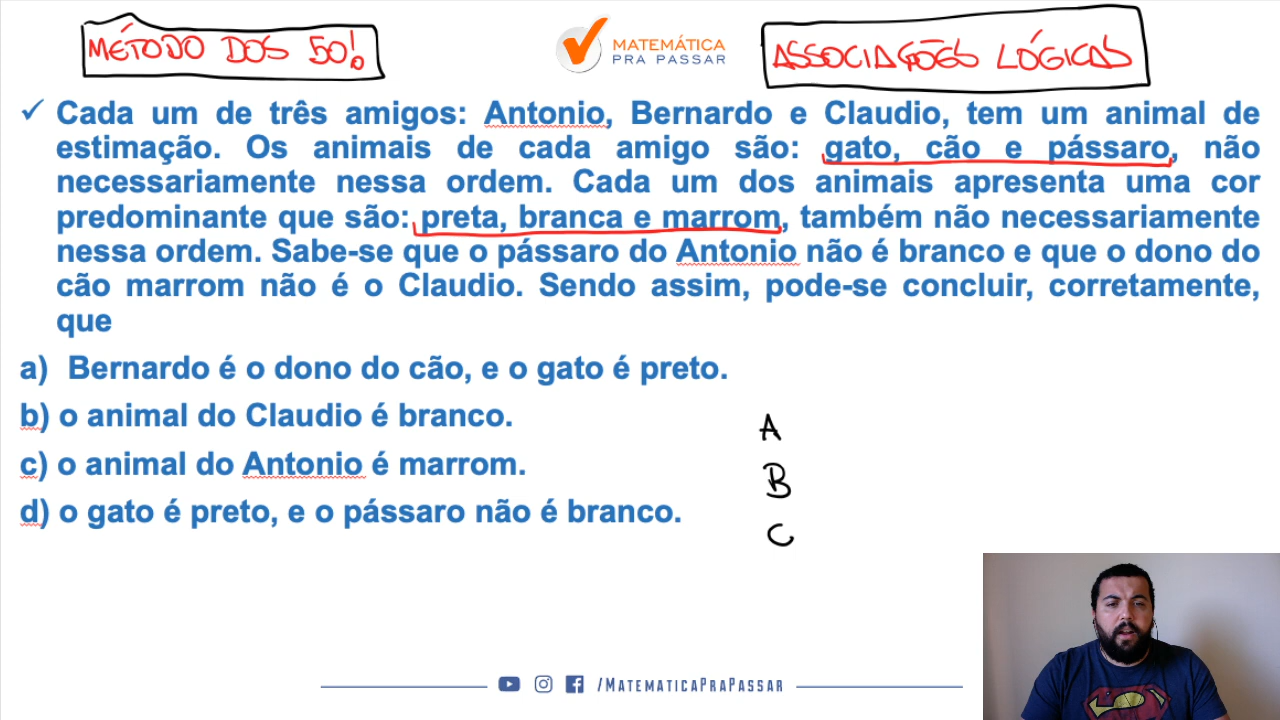 MÉTODO DOS 50!
MATEMÁTICA
PRA PASSAR
ASSOCIAÇÕES LÓGICAS
✓ Cada um de três amigos: Antonio, Bernardo e Claudio, tem um animal de
estimação. Os animais de cada amigo são: gato, cão e pássaro, não
necessariamente nessa ordem. Cada um dos animais apresenta uma cor
predominante que são: preta, branca e marrom, também não necessariamente
nessa ordem. Sabe-se que o pássaro do Antonio não é branco e que o dono do
cão marrom não é o Claudio. Sendo assim, pode-se concluir, corretamente,
que
a) Bernardo é o dono do cão, e o gato é preto.
b) o animal do Claudio é branco.
c) o animal do Antonio é marrom.
d) o gato é preto, e o pássaro não é branco.
A
B
C
/MatematicaPraPassar